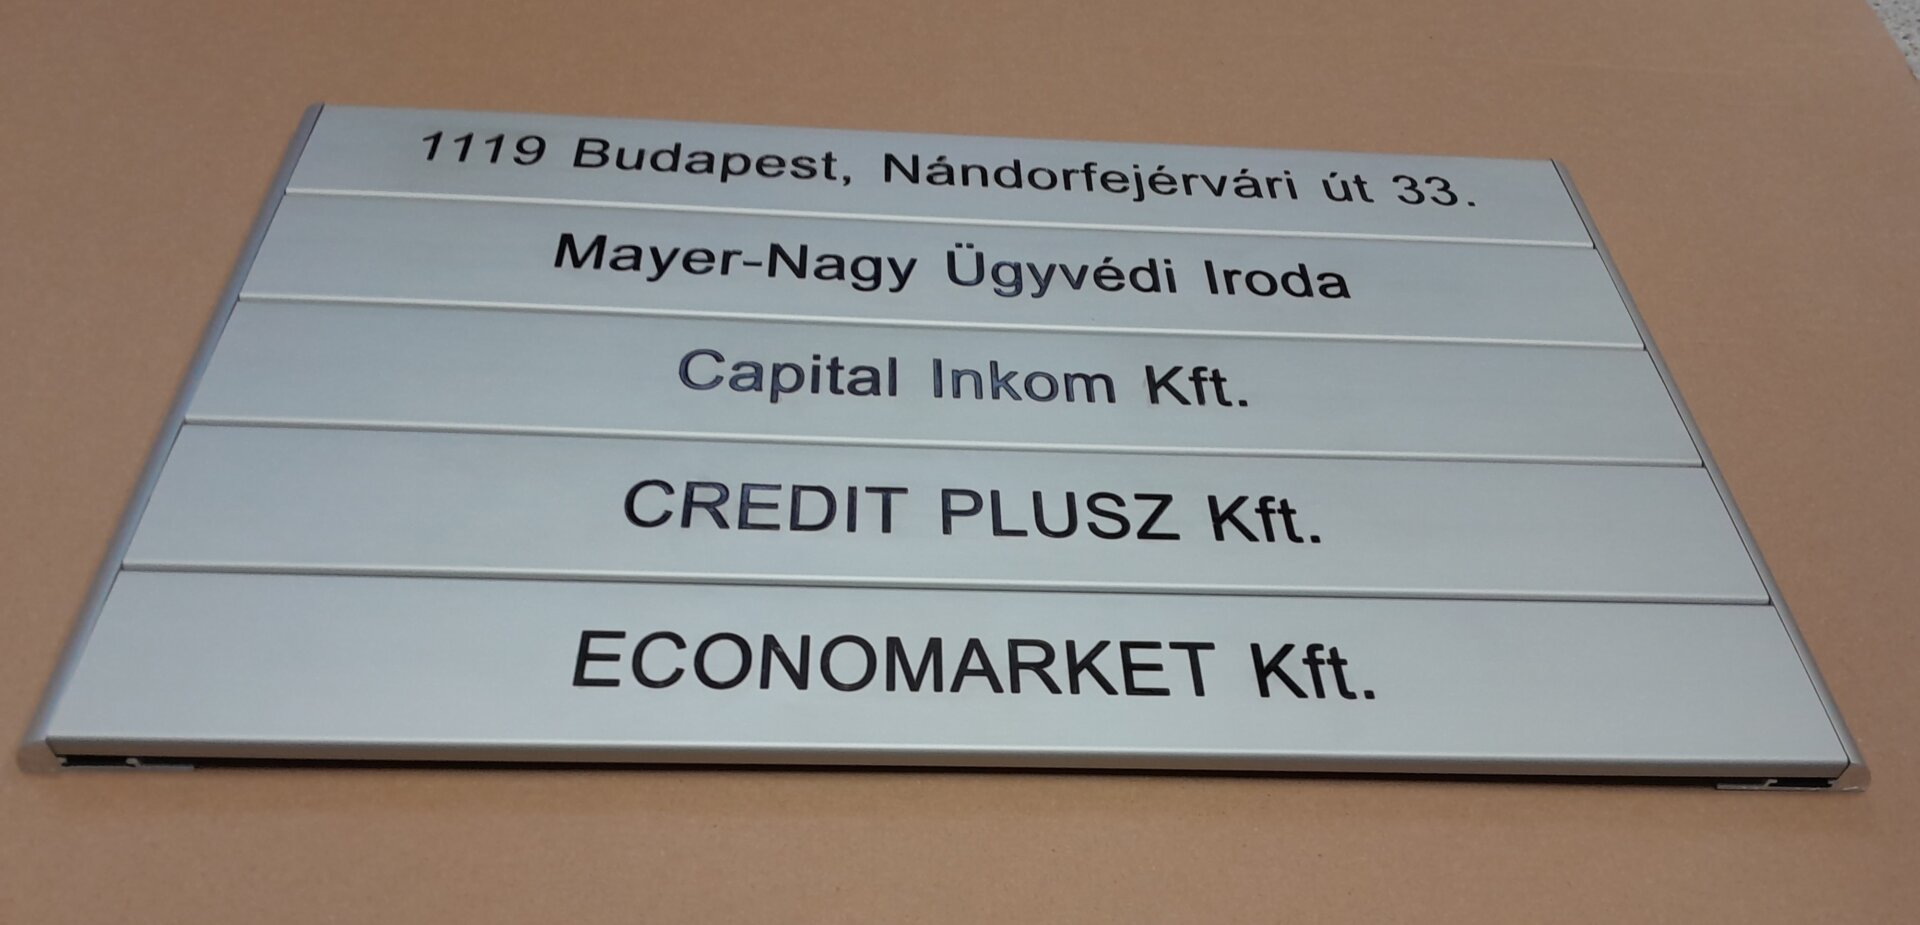 1119 Budapest, Nándorfejérvári út 33.
Mayer-Nagy Ügyvédi Iroda
Capital Inkom Kft.
CREDIT PLUSZ Kft.
ECONOMARKET Kft.